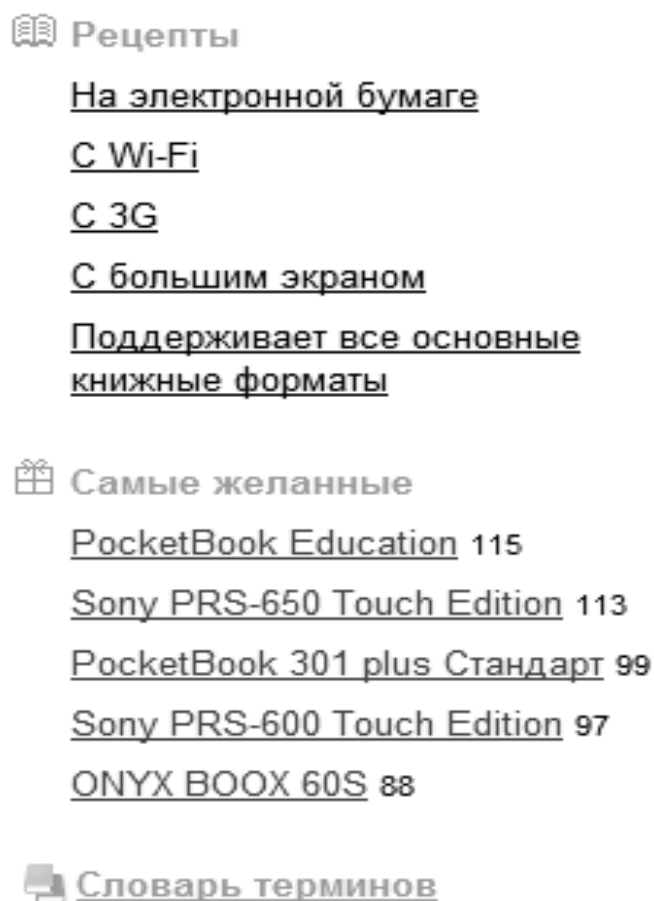 Рецепты
На электронной бумаге
С Wi-Fi
С 3G
С большим экраном
Поддерживает все основные
книжные форматы
Самые желанные
PocketBook Education 115
Sony PRS-650 Touch Edition 113
PocketBook 301 plus Стандарт 99
Sony PRS-600 Touch Edition 97
ONYX BOOX 60S 88
Словарь терминов